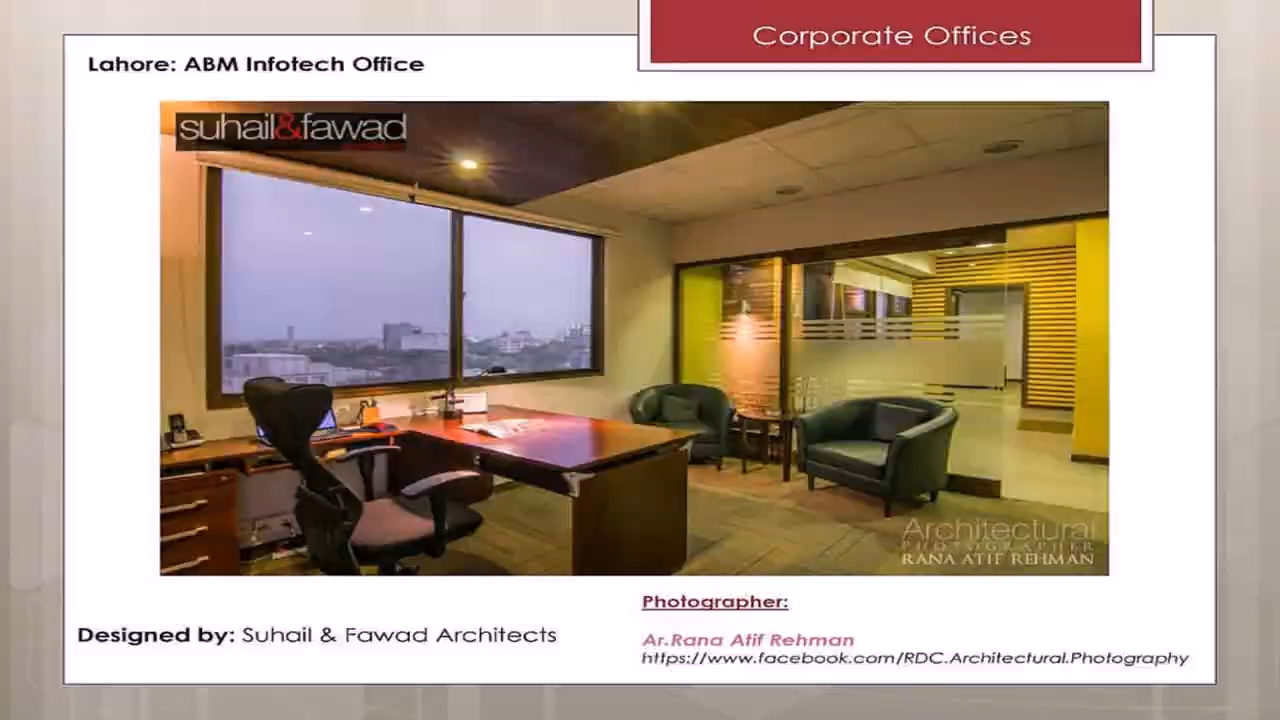 Corporate Offices
Lahore: ABM Infotech Office
suhail&fawad
Architectural
PHOTOGRAPHER
RANA ATIF REHMAN
Photographer:
Designed by: Suhail & Fawad Architects
Ar.Rana Atif Rehman
https://www.facebook.com/RDC.Architectural.Photography